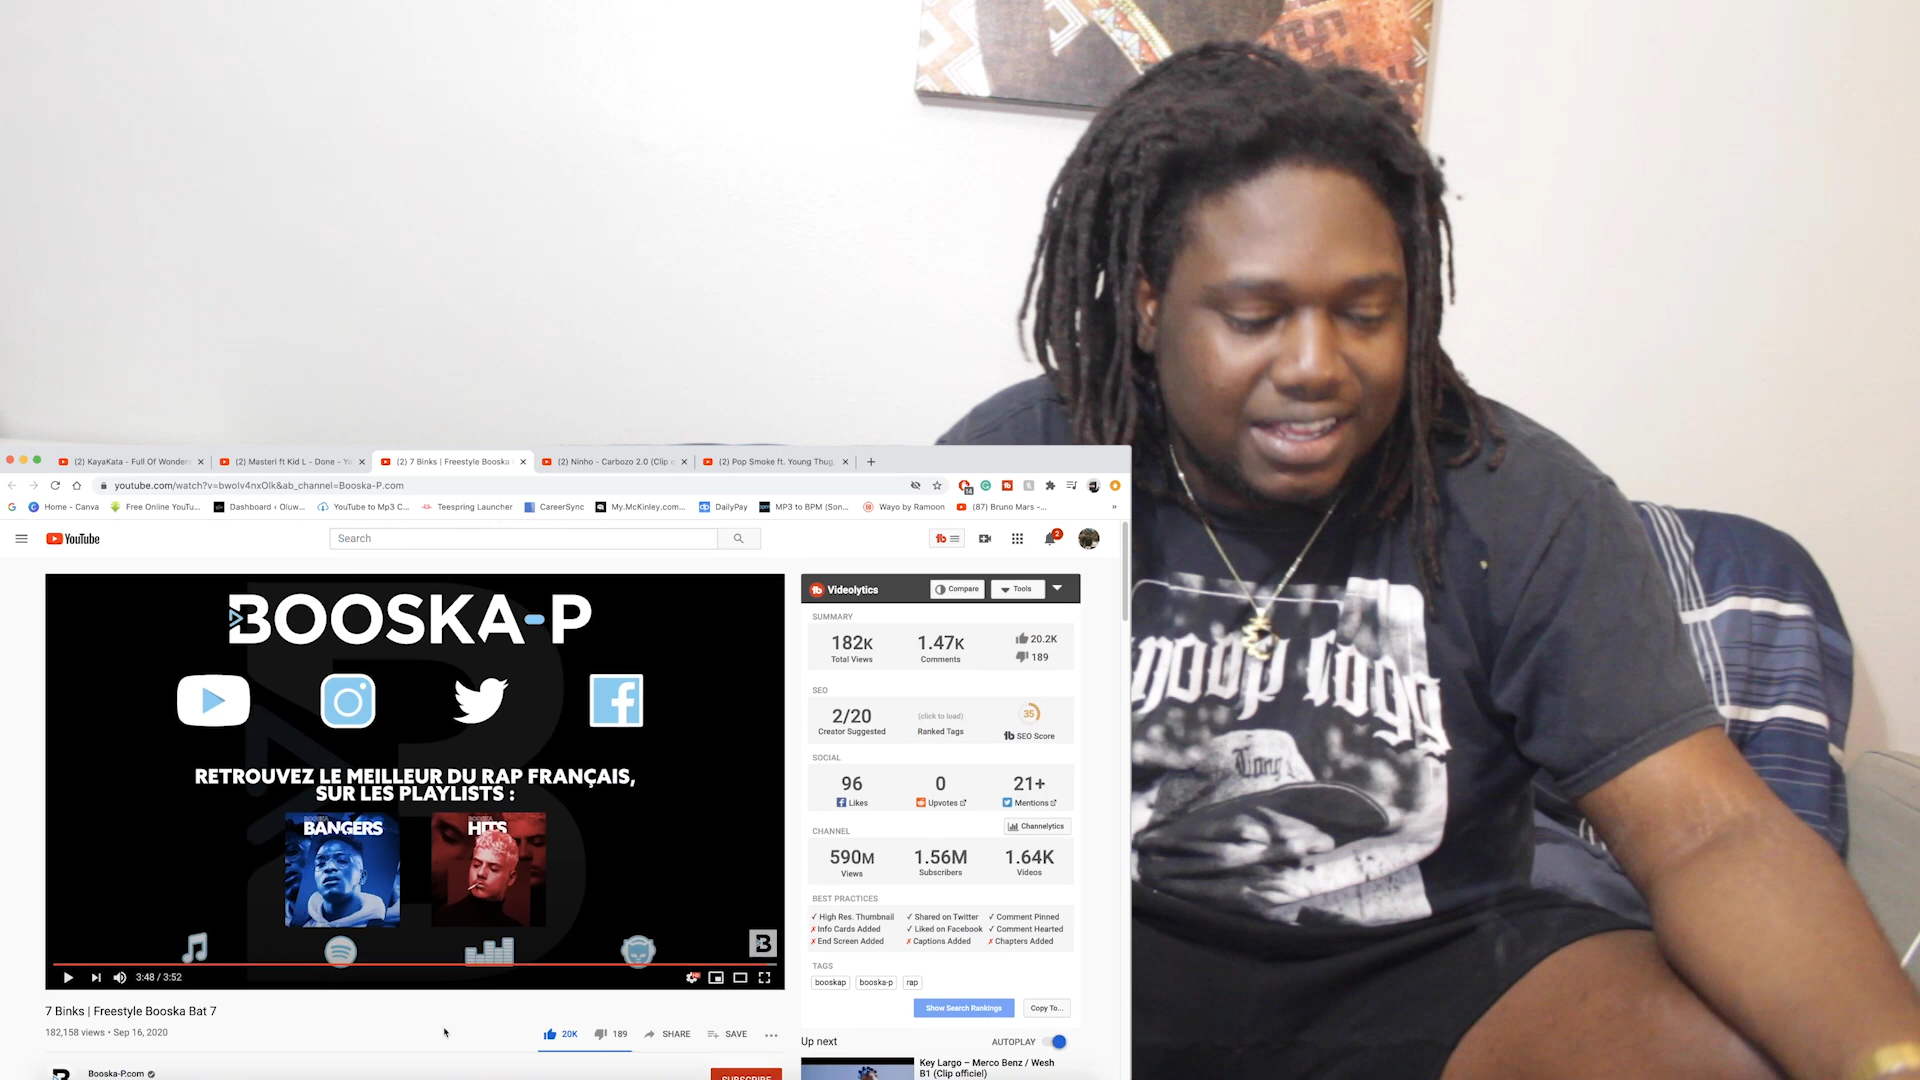 (2) KayaKata - Full Of Wonder
(2) Masteri ft Kid L - Done - Yo
(2) 7 Binks | Freestyle Booska
(2) Ninho - Carbozo 2.0 (Clip o
(2) Pop Smoke ft. Young Thug,
youtube.com/watch?v=bwolv4nxOlk&ab_channel=Booska-P.com
Home - Canva
Free Online YouTu...
Dashboard ‹ Oluw...
YouTube to Mp3 C...
Teespring Launcher
CareerSync
My.McKinley.com...
DailyPay
MP3 to BPM (Son...
Wayo by Ramoon
(87) Bruno Mars -...
YouTube
Search
2
BOOSKA-P
RETROUVEZ LE MEILLEUR DU RAP FRANÇAIS,
SUR LES PLAYLISTS :
BOOSKA
BANGERS
BOOSKA
HITS
3:48 / 3:52
7 Binks | Freestyle Booska Bat 7
182,158 views • Sep 16, 2020
20K
189
SHARE
SAVE
Booska-P.com
SUBSCRIBE
Videolytics
Compare
Tools
SUMMARY
182K
Total Views
1.47K
Comments
20.2K
189
SEO
2/20
Creator Suggested
(click to load)
Ranked Tags
35
SEO Score
SOCIAL
96
Likes
0
Upvotes
21+
Mentions
CHANNEL
Channelytics
590M
Views
1.56M
Subscribers
1.64K
Videos
BEST PRACTICES
✓ High Res. Thumbnail
✓ Shared on Twitter
✓ Comment Pinned
✗ Info Cards Added
✓ Liked on Facebook
✓ Comment Hearted
✗ End Screen Added
✗ Captions Added
✗ Chapters Added
TAGS
booskap
booska-p
rap
Show Search Rankings
Copy To...
Up next
AUTOPLAY
Key Largo – Merco Benz / Wesh
B1 (Clip officiel)
Snoop Dogg